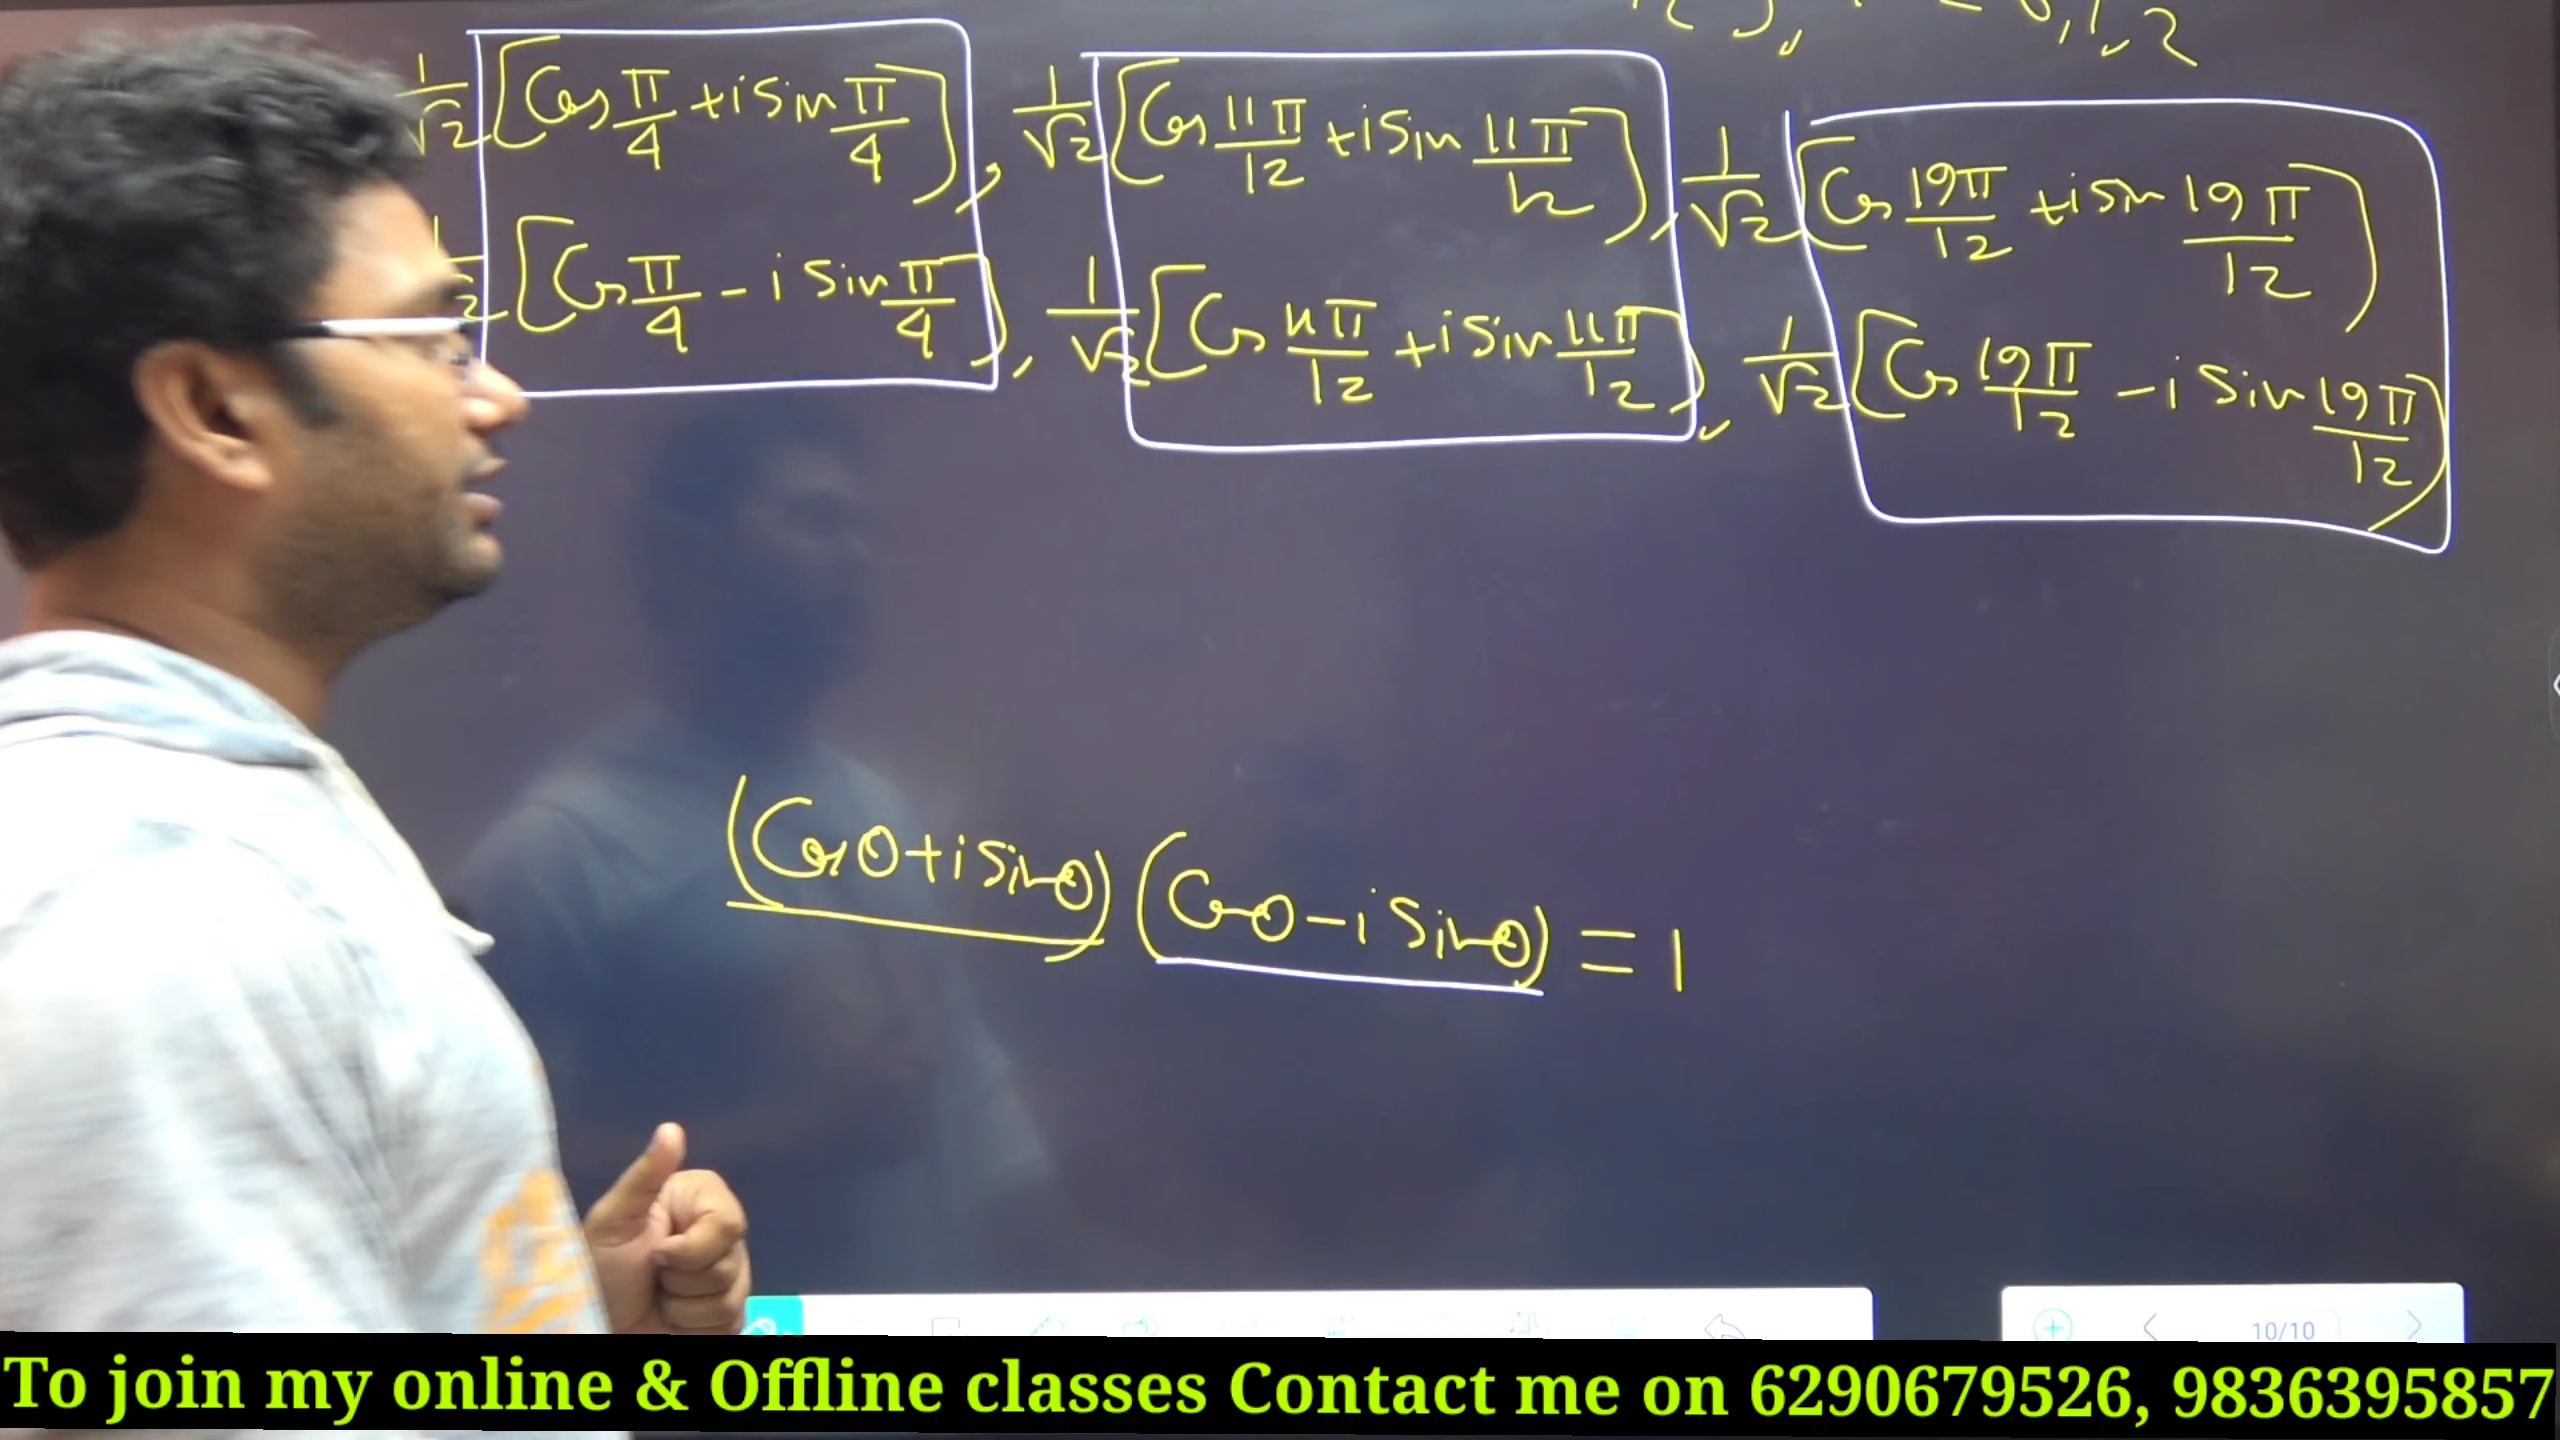 = 0, 1, 2
1/√2 [Cos π/4 + i Sin π/4), 1/√2 [Cos 11π/12 + i Sin 11π/12), 1/√2 [Cos 19π/12 + i Sin 19π/12)
[Cos π/4 - i Sin π/4), 1/√2 [Cos 11π/12 + i Sin 11π/12), 1/√2 [Cos 19π/12 - i Sin 19π/12)
(Cos θ + i Sin θ) (Cos θ - i Sin θ) = 1
10/10
To join my online & Offline classes Contact me on 6290679526, 9836395857